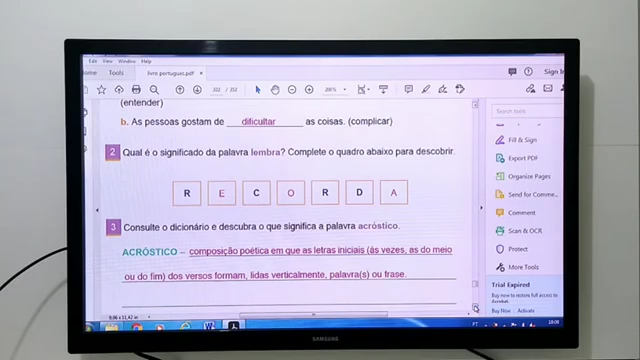 Edit View Window Help
Home Tools livro portugues.pdf × Sign In
332 / 352 200%
(entender)
b. As pessoas gostam de dificultar as coisas. (complicar)
2 Qual é o significado da palavra lembra? Complete o quadro abaixo para descobrir.
R E C O R D A
3 Consulte o dicionário e descubra o que significa a palavra acróstico.
ACRÓSTICO – composição poética em que as letras iniciais (às vezes, as do meio
ou do fim) dos versos formam, lidas verticalmente, palavra(s) ou frase.
Search tools
Fill & Sign
Export PDF
Organize Pages
Send for Comme...
Comment
Scan & OCR
Protect
More Tools
Trial Expired
Buy now to restore full access to
Acrobat.
Buy Now Activate
PT
SAMSUNG